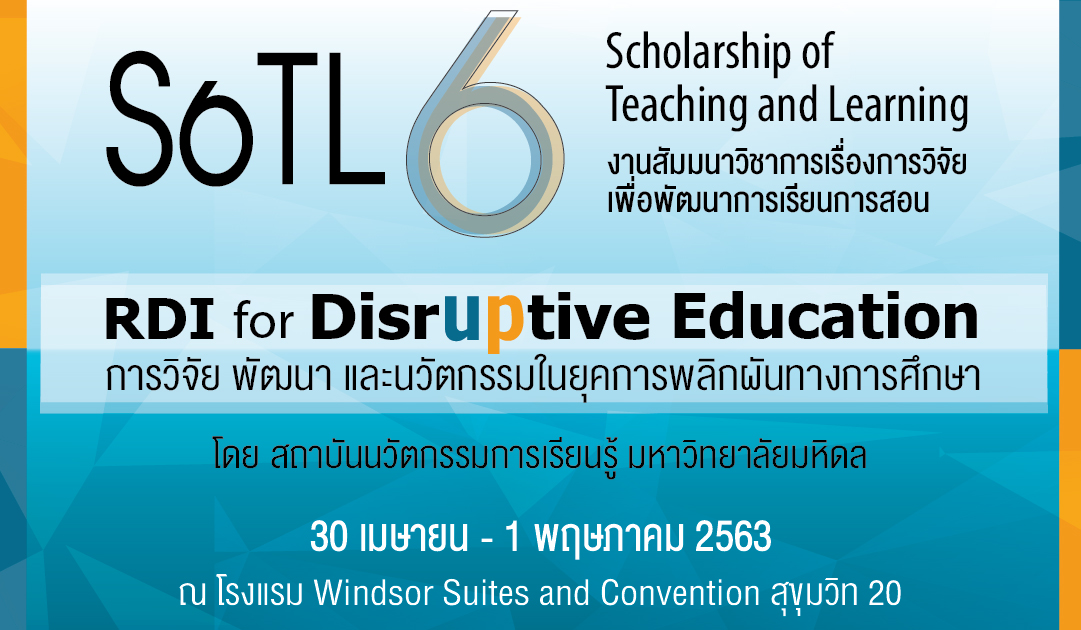 SoTL 6
Scholarship of
Teaching and Learning
งานสัมมนาวิชาการเรื่องการวิจัย
เพื่อพัฒนาการเรียนการสอน
RDI for Disruptive Education
การวิจัย พัฒนา และนวัตกรรมในยุคการพลิกผันทางการศึกษา
โดย สถาบันนวัตกรรมการเรียนรู้ มหาวิทยาลัยมหิดล
30 เมษายน - 1 พฤษภาคม 2563
ณ โรงแรม Windsor Suites and Convention สุขุมวิท 20